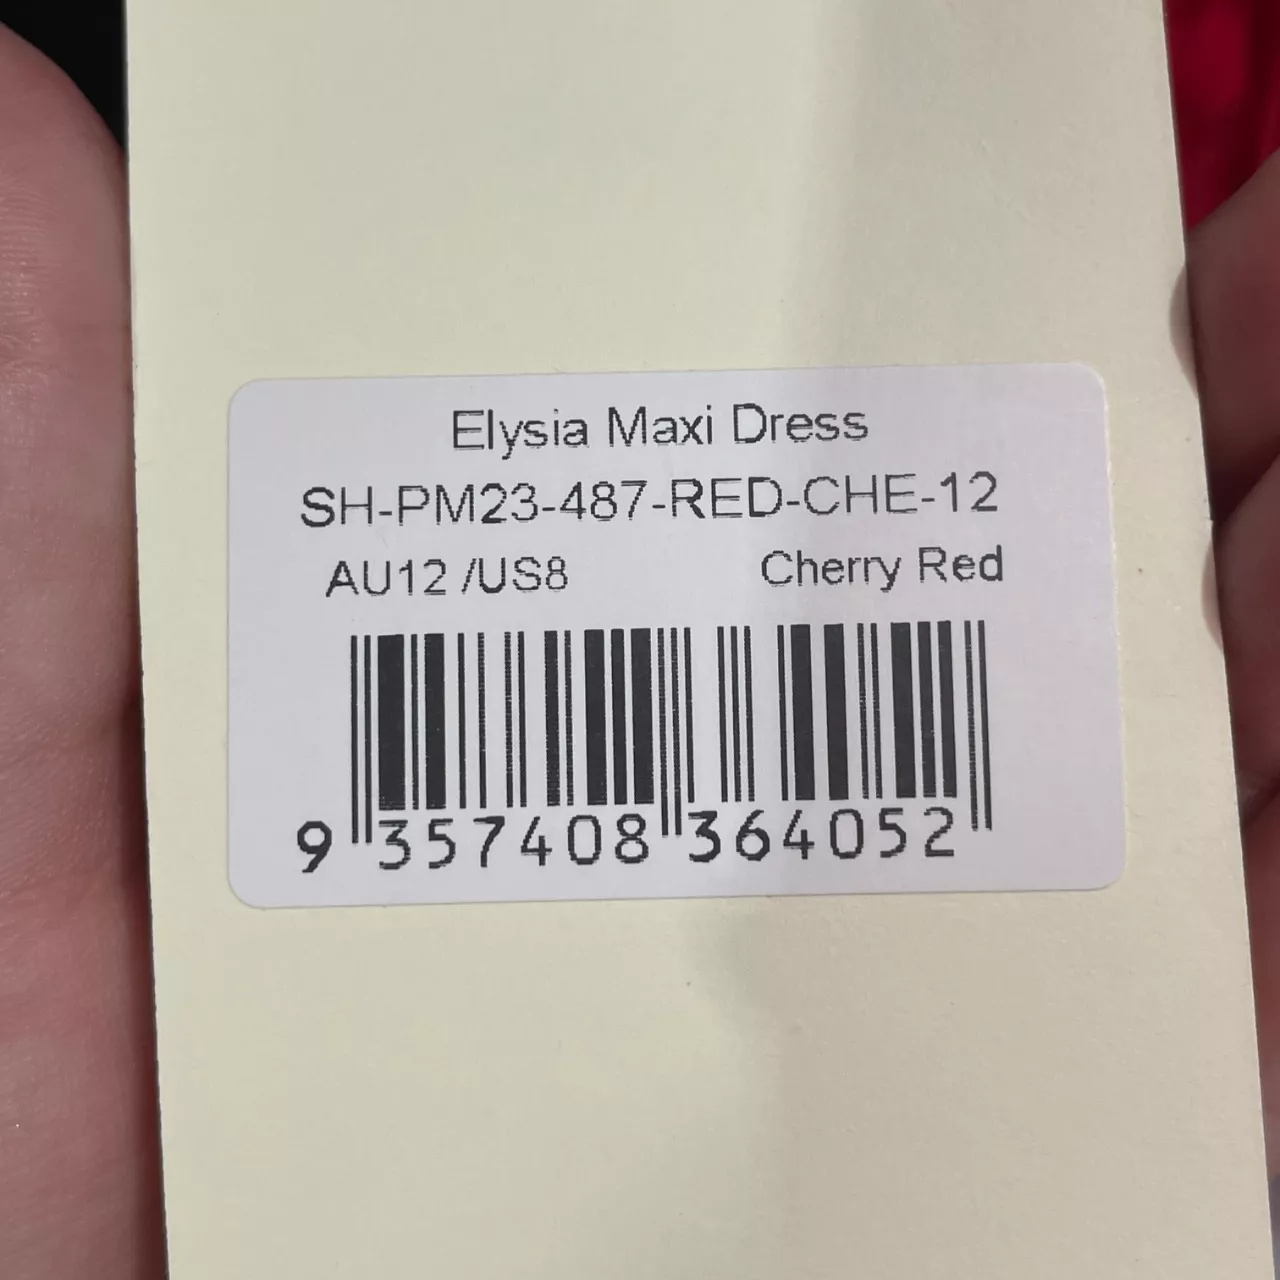 Elysia Maxi Dress
SH-PM23-487-RED-CHE-12
AU12 /US8 Cherry Red
9 357408 364052